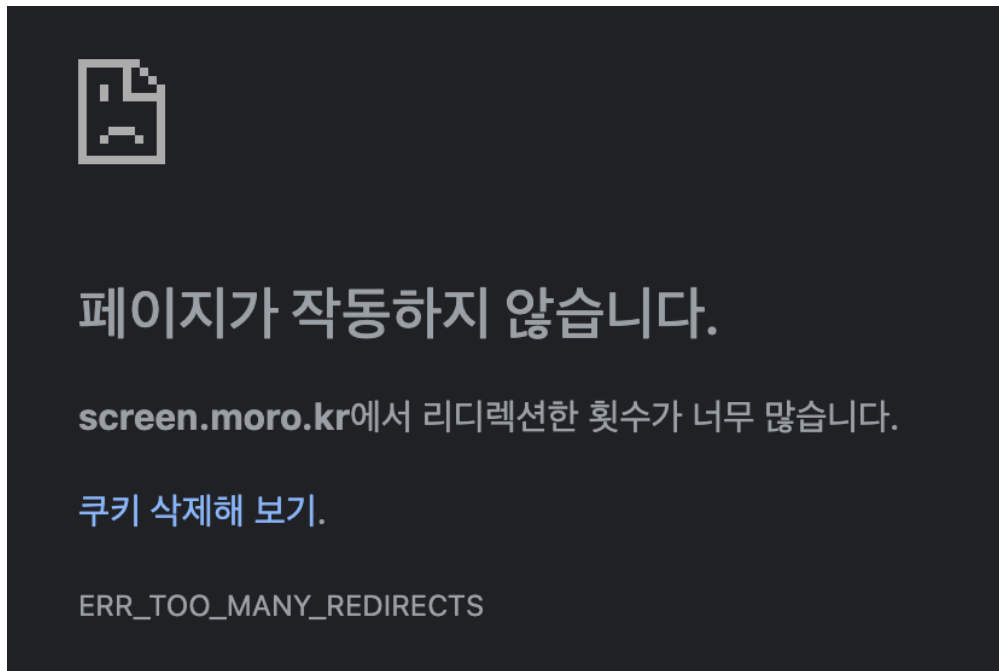 페이지가 작동하지 않습니다.
screen.moro.kr에서 리디렉션한 횟수가 너무 많습니다.
쿠키 삭제해 보기.
ERR_TOO_MANY_REDIRECTS